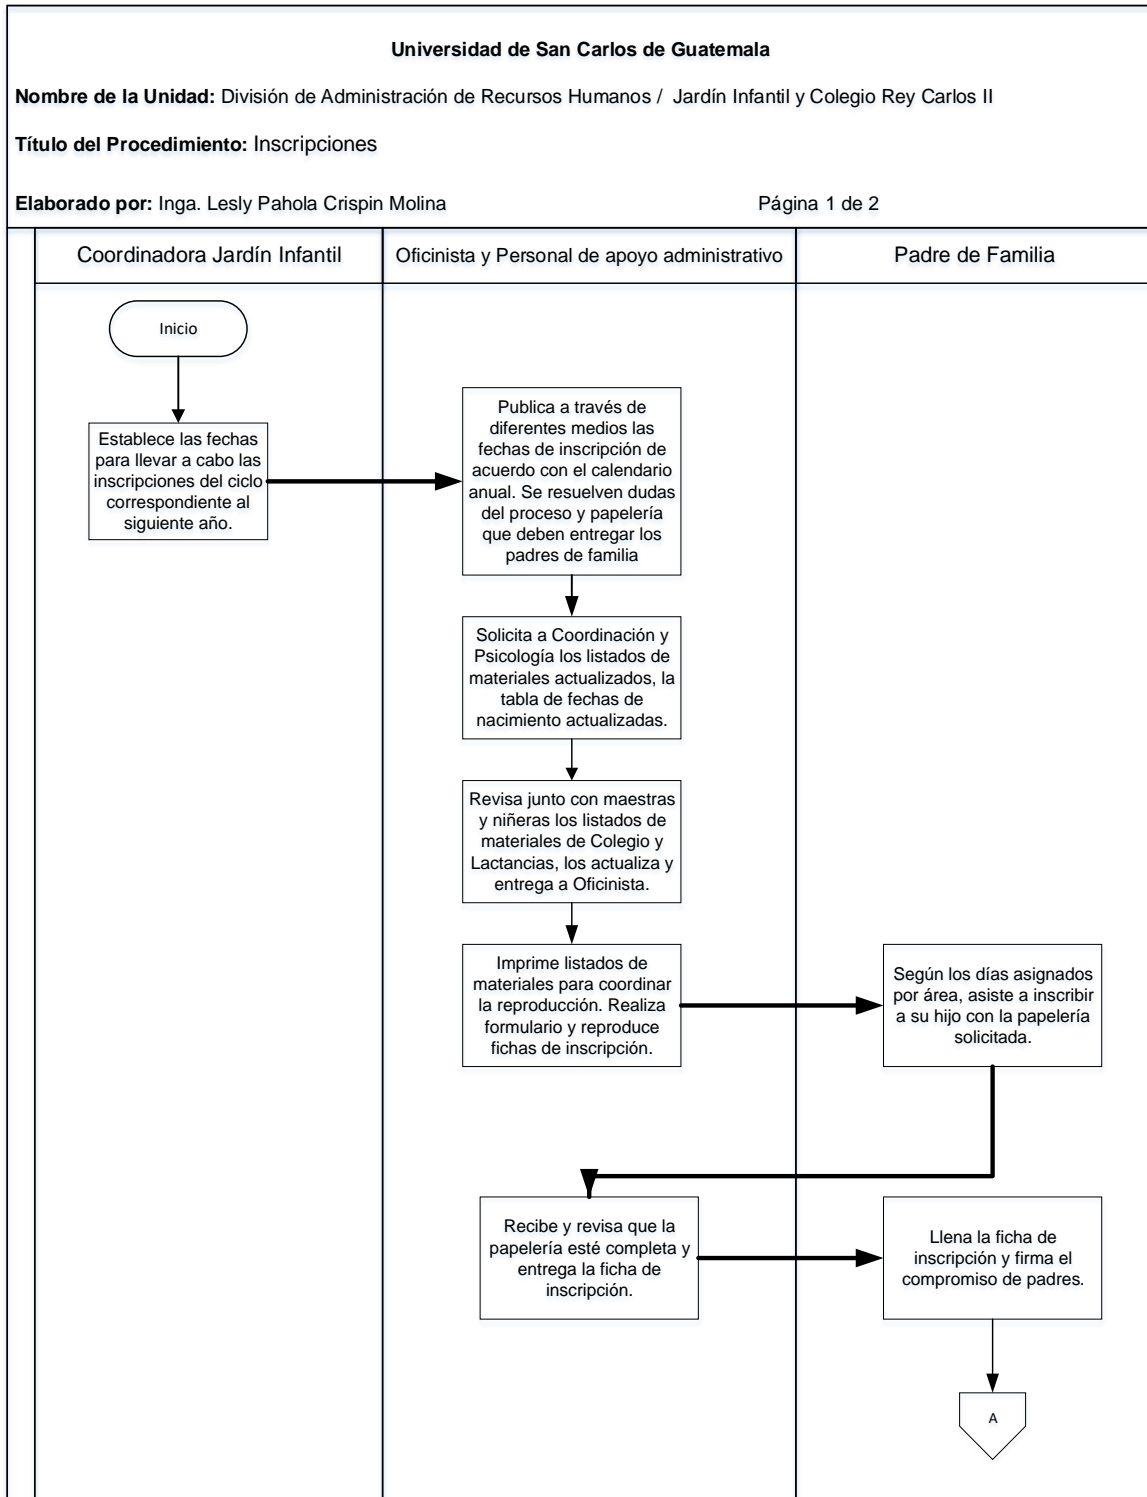 Universidad de San Carlos de Guatemala
Nombre de la Unidad: División de Administración de Recursos Humanos / Jardín Infantil y Colegio Rey Carlos II
Título del Procedimiento: Inscripciones
Elaborado por: Inga. Lesly Pahola Crispin Molina
Página 1 de 2
Coordinadora Jardín Infantil
Oficinista y Personal de apoyo administrativo
Padre de Familia
Inicio
Establece las fechas
para llevar a cabo las
inscripciones del ciclo
correspondiente al
siguiente año.
Publica a través de
diferentes medios las
fechas de inscripción de
acuerdo con el calendario
anual. Se resuelven dudas
del proceso y papelería
que deben entregar los
padres de familia
Solicita a Coordinación y
Psicología los listados de
materiales actualizados, la
tabla de fechas de
nacimiento actualizadas.
Revisa junto con maestras
y niñeras los listados de
materiales de Colegio y
Lactancias, los actualiza y
entrega a Oficinista.
Imprime listados de
materiales para coordinar
la reproducción. Realiza
formulario y reproduce
fichas de inscripción.
Según los días asignados
por área, asiste a inscribir
a su hijo con la papelería
solicitada.
Recibe y revisa que la
papelería esté completa y
entrega la ficha de
inscripción.
Llena la ficha de
inscripción y firma el
compromiso de padres.
A